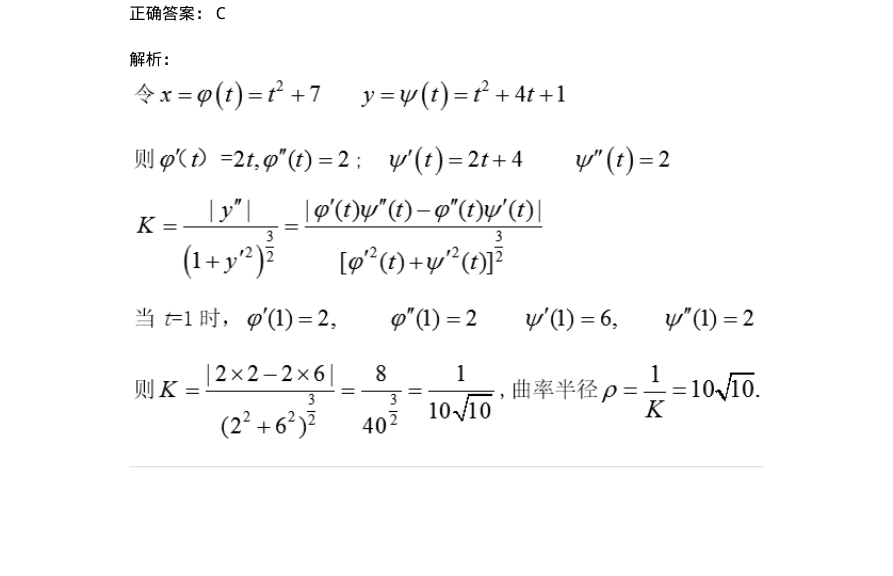 正确答案： C
解析：
令 x = φ(t) = t² + 7  y = ψ(t) = t² + 4t + 1
则 φ′(t) =2t, φ″(t) = 2； ψ′(t) = 2t + 4  ψ″(t) = 2
K = |y″| / (1 + y′²)^(3/2) = |φ′(t)ψ″(t) − φ″(t)ψ′(t)| / [φ′²(t) + ψ′²(t)]^(3/2)
当 t=1 时， φ′(1) = 2,  φ″(1) = 2  ψ′(1) = 6,  ψ″(1) = 2
则 K = |2×2 − 2×6| / (2² + 6²)^(3/2) = 8 / 40^(3/2) = 1 / 10√10 , 曲率半径 ρ = 1/K = 10√10.